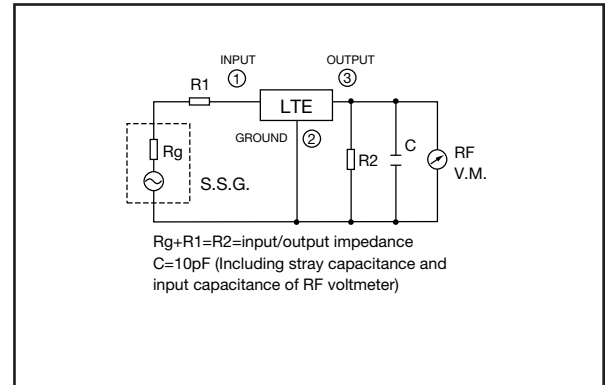 INPUT OUTPUT
① ③
R1
LTE
GROUND ②
Rg
R2
C
RF
V.M.
S.S.G.
Rg+R1=R2=input/output impedance
C=10pF (Including stray capacitance and
input capacitance of RF voltmeter)